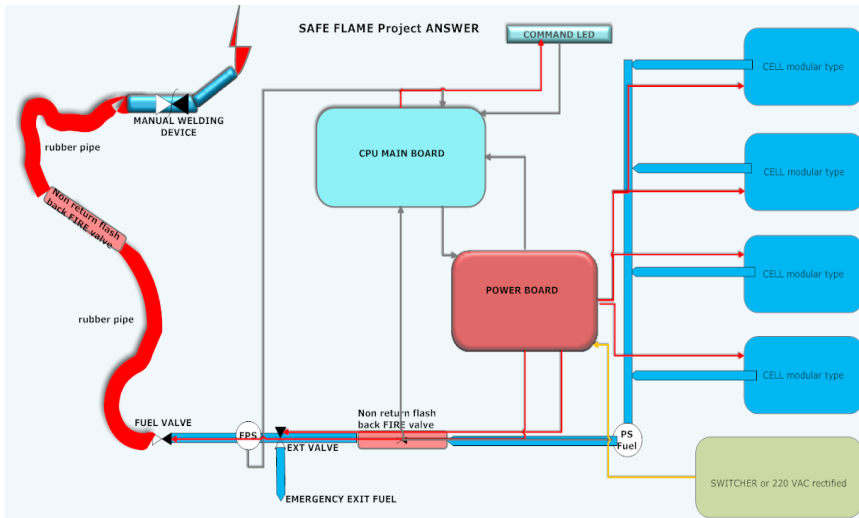 SAFE FLAME Project ANSWER
COMMAND LED
CELL modular type
MANUAL WELDING
DEVICE
rubber pipe
CPU MAIN BOARD
CELL modular type
Non return flash
back FIRE valve
CELL modular type
POWER BOARD
rubber pipe
CELL modular type
Non return flash
back FIRE valve
FUEL VALVE
FPS
EXT VALVE
PS
Fuel
EMERGENCY EXIT FUEL
SWITCHER or 220 VAC rectified